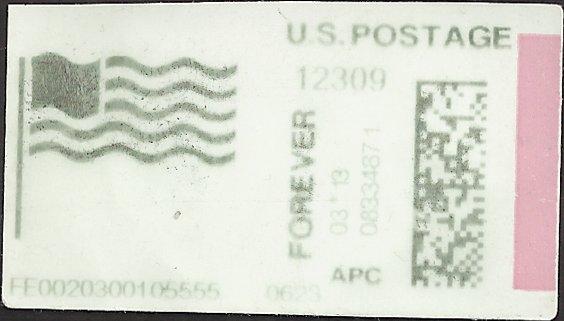 U.S. POSTAGE
12309
FOREVER
03 ' 13
08334871
APC
FE0020300105555
0623